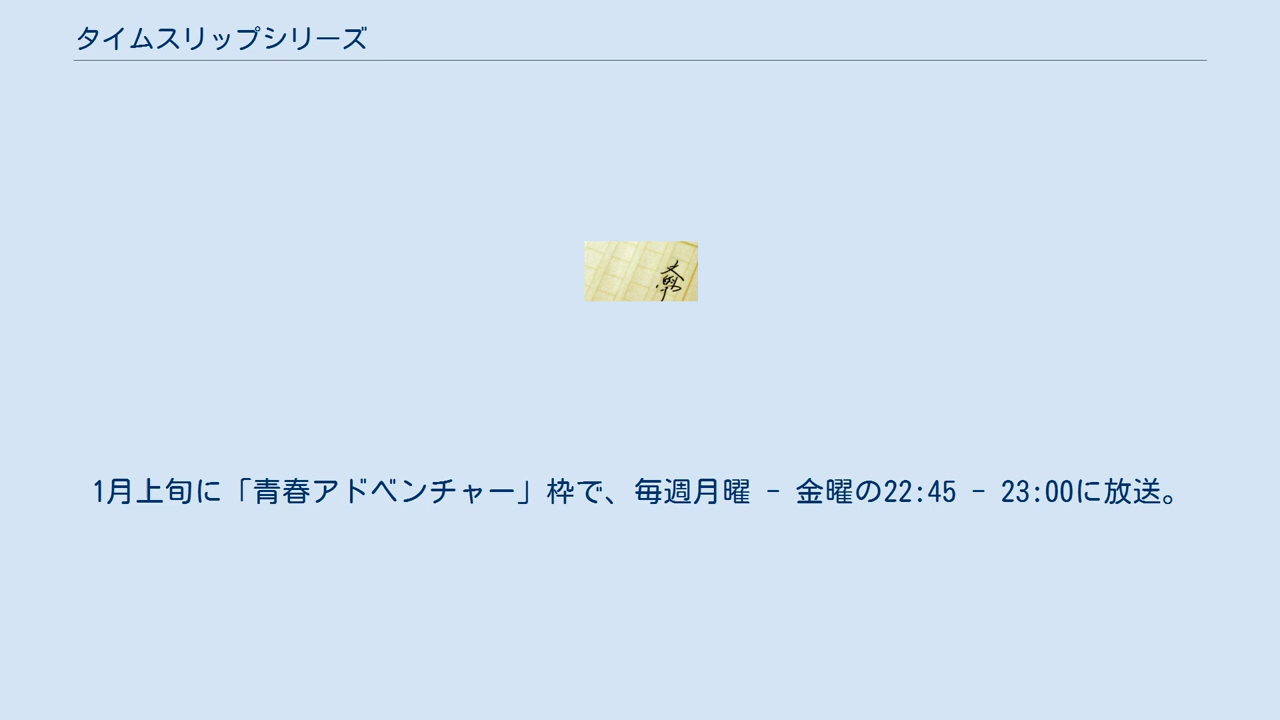 タイムスリップシリーズ
1月上旬に「青春アドベンチャー」枠で、毎週月曜 - 金曜の22:45 - 23:00に放送。